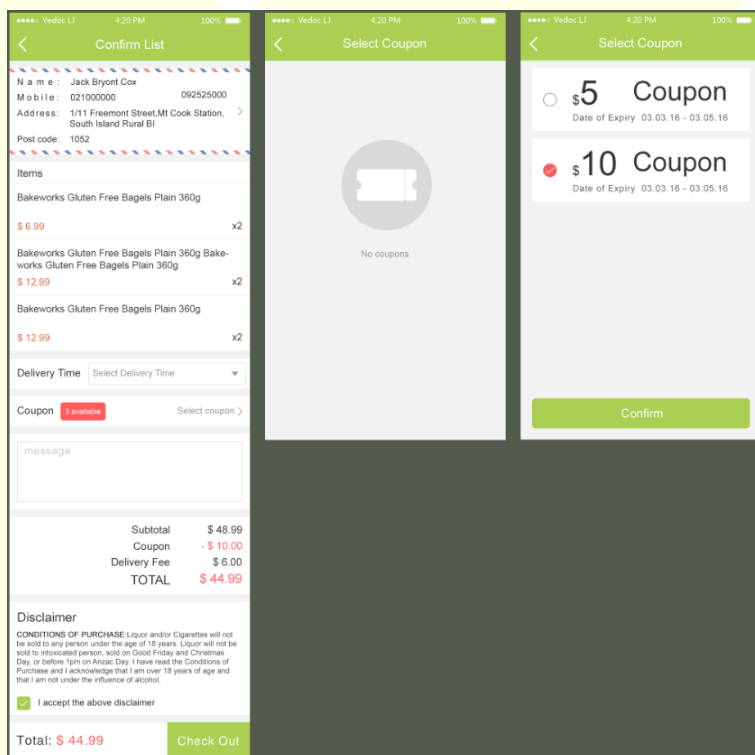 Vedoc LJ 4:20 PM 100%
Confirm List
Name: Jack Bryont Cox
Mobile: 021000000 092525000
Address: 1/11 Freemont Street,Mt Cook Station,
South Island Rural Bl
Post code: 1052
Items
Bakeworks Gluten Free Bagels Plain 360g
$ 6.99 x2
Bakeworks Gluten Free Bagels Plain 360g Bake-
works Gluten Free Bagels Plain 360g
$ 12.99 x2
Bakeworks Gluten Free Bagels Plain 360g
$ 12.99 x2
Delivery Time Select Delivery Time
Coupon 3 available Select coupon
message
Subtotal $ 48.99
Coupon - $ 10.00
Delivery Fee $ 6.00
TOTAL $ 44.99
Disclaimer
CONDITIONS OF PURCHASE:Liquor and/or Cigarettes will not
be sold to any person under the age of 18 years. Liquor will not be
sold to intoxicated person, sold on Good Friday and Christmas
Day, or before 1pm on Anzac Day. I have read the Conditions of
Purchase and I acknowledge that I am over 18 years of age and
that I am not under the influence of alcohol.
I accept the above disclaimer
Total: $ 44.99 Check Out
Vedoc LJ 4:20 PM 100%
Select Coupon
No coupons
Vedoc LJ 4:20 PM 100%
Select Coupon
$5 Coupon
Date of Expiry 03.03.16 - 03.05.16
$10 Coupon
Date of Expiry 03.03.16 - 03.05.16
Confirm